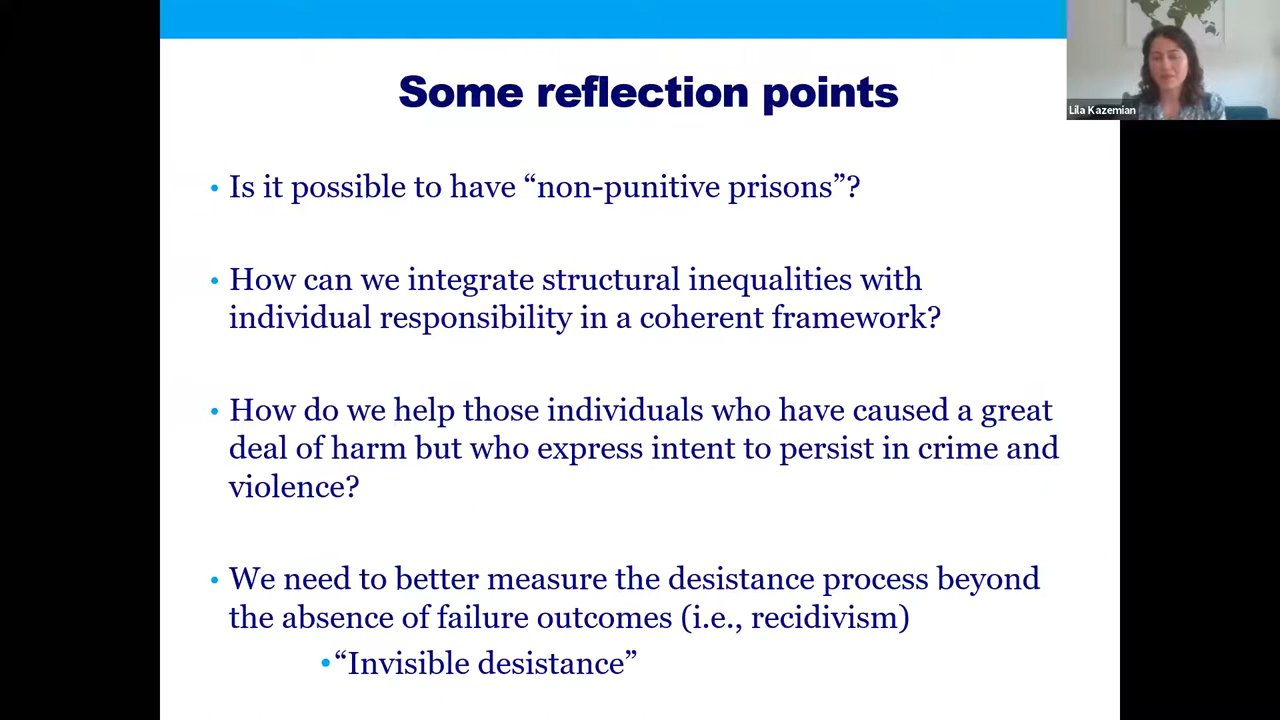 Some reflection points
Lila Kazemian
• Is it possible to have “non-punitive prisons”?
• How can we integrate structural inequalities with
individual responsibility in a coherent framework?
• How do we help those individuals who have caused a great
deal of harm but who express intent to persist in crime and
violence?
• We need to better measure the desistance process beyond
the absence of failure outcomes (i.e., recidivism)
•“Invisible desistance”